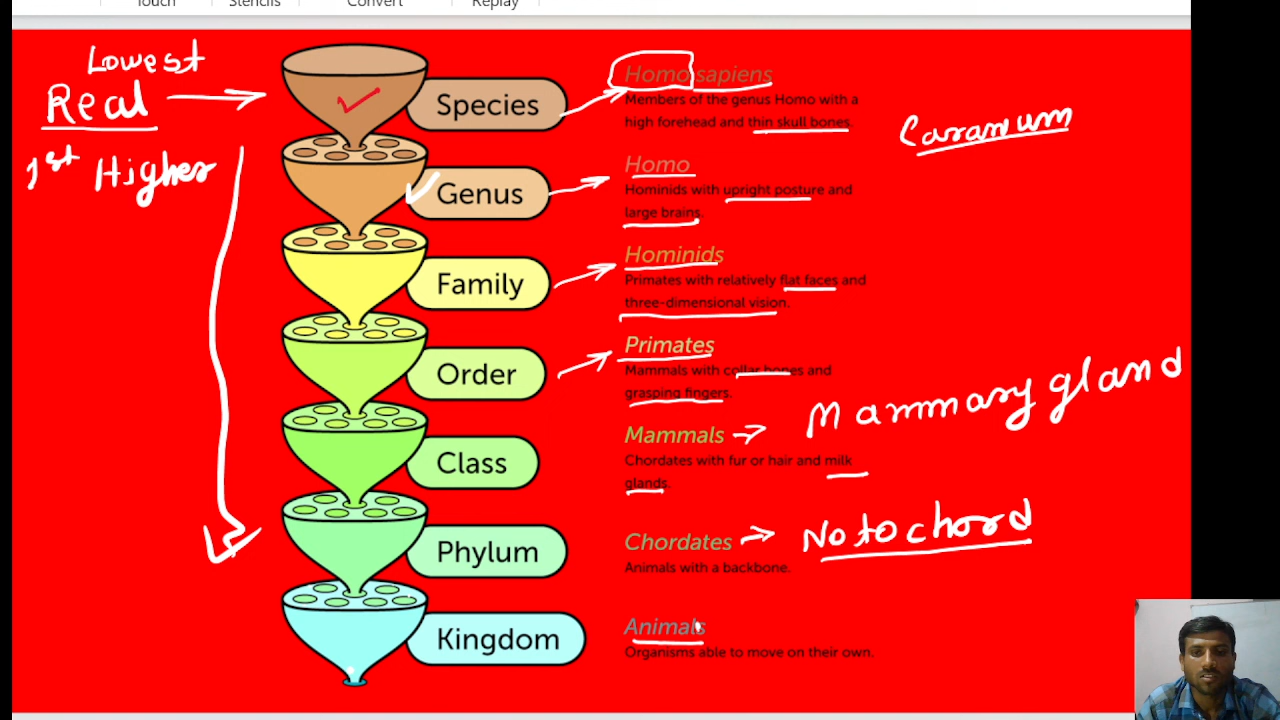 Touch Stencils Convert Replay
Lowest
Real
1st Higher
Species
Homo sapiens
Members of the genus Homo with a
high forehead and thin skull bones.
Caranium
Genus
Homo
Hominids with upright posture and
large brains.
Family
Hominids
Primates with relatively flat faces and
three-dimensional vision.
Order
Primates
Mammals with collar bones and
grasping fingers.
Class
Mammals
Mammary gland
Chordates with fur or hair and milk
glands.
Phylum
Chordates
Notochord
Animals with a backbone.
Kingdom
Animals
Organisms able to move on their own.